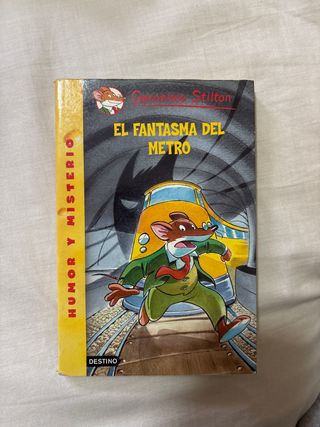 Geronimo Stilton
EL FANTASMA DEL
METRO
HUMOR Y MISTERIO
DESTINO